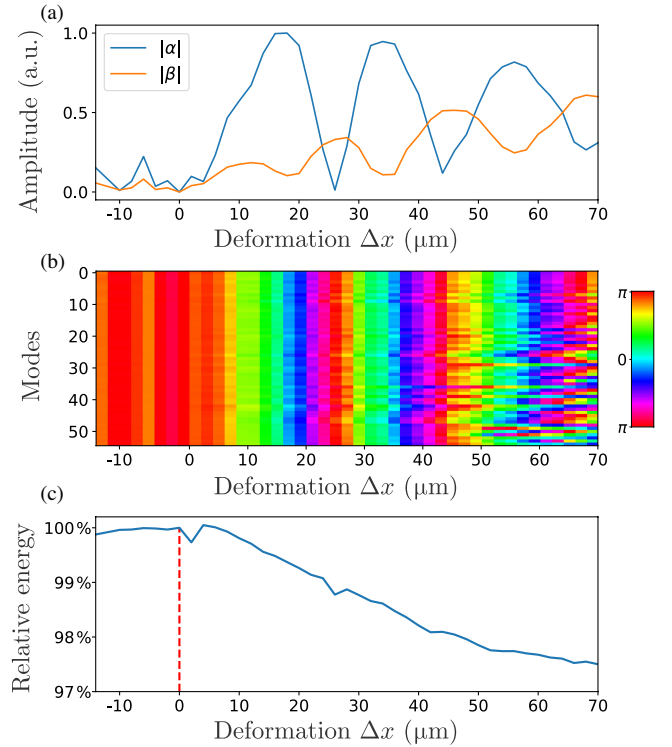 (a)
Amplitude (a.u.)
1.0
0.5
0.0
|α|
|β|
-10 0 10 20 30 40 50 60 70
Deformation Δx (μm)
(b)
Modes
0
10
20
30
40
50
π
0
π
-10 0 10 20 30 40 50 60 70
Deformation Δx (μm)
(c)
Relative energy
100%
99%
98%
97%
-10 0 10 20 30 40 50 60 70
Deformation Δx (μm)